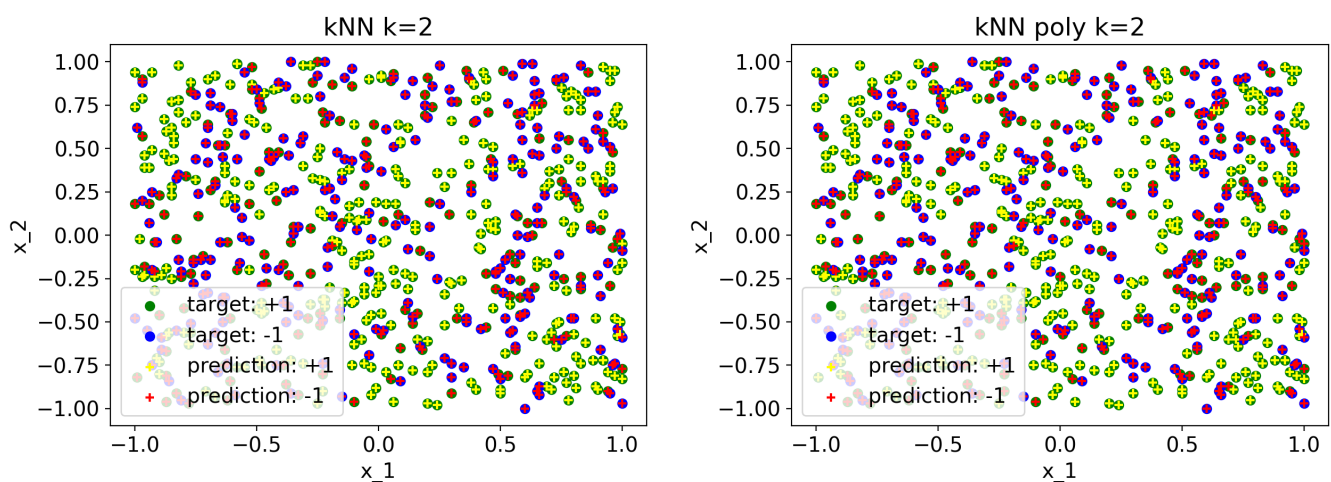 kNN k=2
1.00
0.75
0.50
0.25
0.00
−0.25
−0.50
−0.75
−1.00
x_2
target: +1
target: -1
prediction: +1
prediction: -1
−1.0 −0.5 0.0 0.5 1.0
x_1
kNN poly k=2
1.00
0.75
0.50
0.25
0.00
−0.25
−0.50
−0.75
−1.00
x_2
target: +1
target: -1
prediction: +1
prediction: -1
−1.0 −0.5 0.0 0.5 1.0
x_1